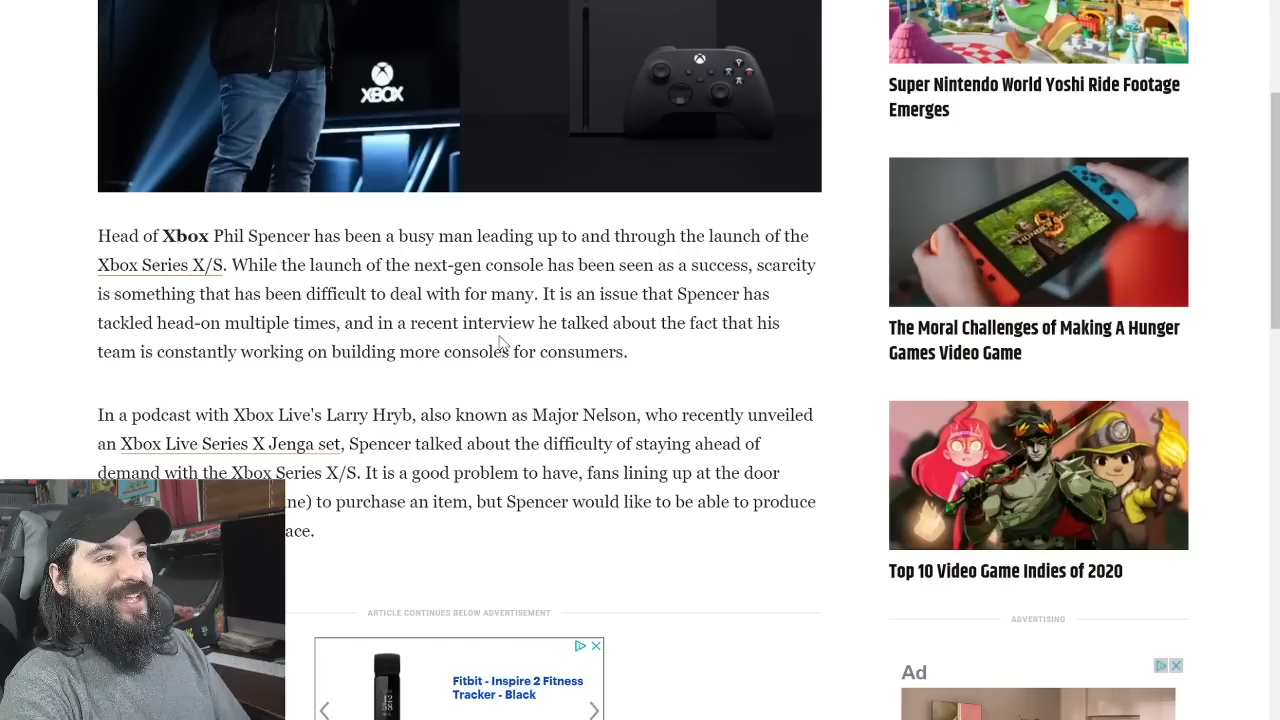 XBOX
Head of Xbox Phil Spencer has been a busy man leading up to and through the launch of the
Xbox Series X/S. While the launch of the next-gen console has been seen as a success, scarcity
is something that has been difficult to deal with for many. It is an issue that Spencer has
tackled head-on multiple times, and in a recent interview he talked about the fact that his
team is constantly working on building more consoles for consumers.
In a podcast with Xbox Live's Larry Hryb, also known as Major Nelson, who recently unveiled
an Xbox Live Series X Jenga set, Spencer talked about the difficulty of staying ahead of
demand with the Xbox Series X/S. It is a good problem to have, fans lining up at the door
ne) to purchase an item, but Spencer would like to be able to produce
ace.
ARTICLE CONTINUES BELOW ADVERTISEMENT
Fitbit - Inspire 2 Fitness
Tracker - Black
Super Nintendo World Yoshi Ride Footage
Emerges
The Moral Challenges of Making A Hunger
Games Video Game
Top 10 Video Game Indies of 2020
ADVERTISING
Ad